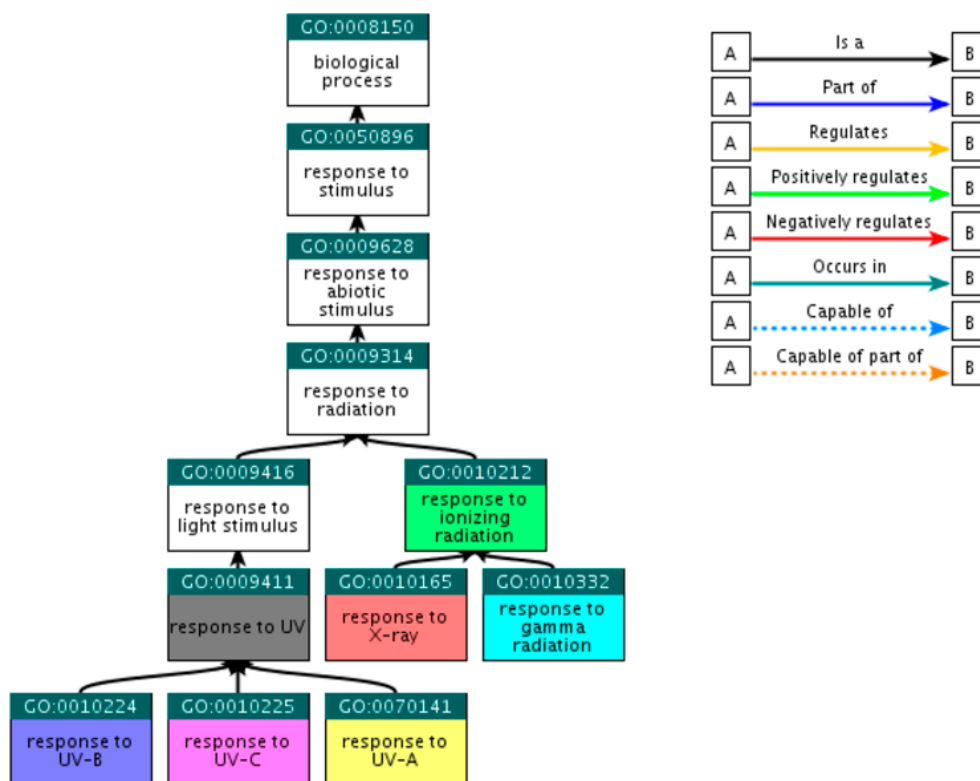 GO:0008150
biological
process
GO:0050896
response to
stimulus
GO:0009628
response to
abiotic
stimulus
GO:0009314
response to
radiation
GO:0009416
response to
light stimulus
GO:0010212
response to
ionizing
radiation
GO:0009411
response to UV
GO:0010165
response to
X-ray
GO:0010332
response to
gamma
radiation
GO:0010224
response to
UV-B
GO:0010225
response to
UV-C
GO:0070141
response to
UV-A
A Is a B
A Part of B
A Regulates B
A Positively regulates B
A Negatively regulates B
A Occurs in B
A Capable of B
A Capable of part of B